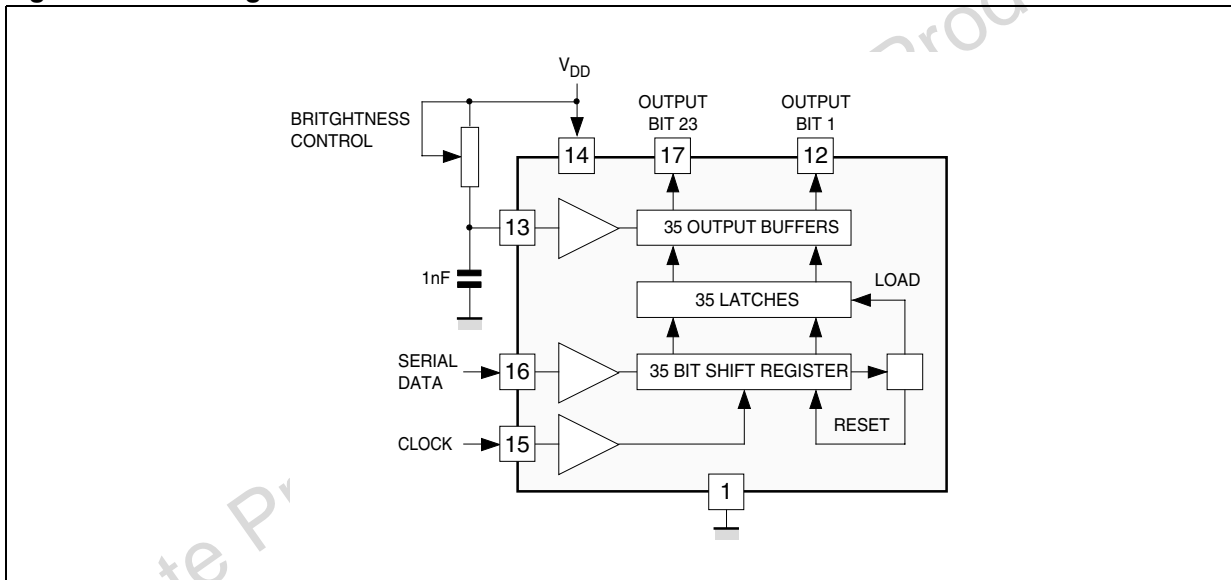 V_DD
OUTPUT
BIT 23
OUTPUT
BIT 1
BRITGHTNESS
CONTROL
14
17
12
13
35 OUTPUT BUFFERS
1nF
LOAD
35 LATCHES
SERIAL
DATA
16
35 BIT SHIFT REGISTER
RESET
CLOCK
15
1